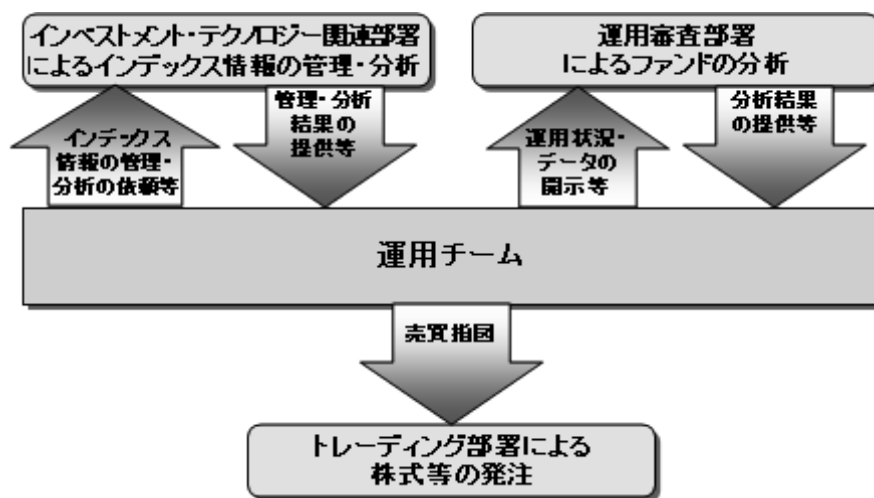 インベストメント・テクノロジー関連部署
によるインデックス情報の管理・分析
運用審査部署
によるファンドの分析
インデックス
情報の管理・
分析の依頼等
管理・分析
結果の
提供等
運用状況・
データの
開示等
分析結果
の提供等
運用チーム
売買指図
トレーディング部署による
株式等の発注